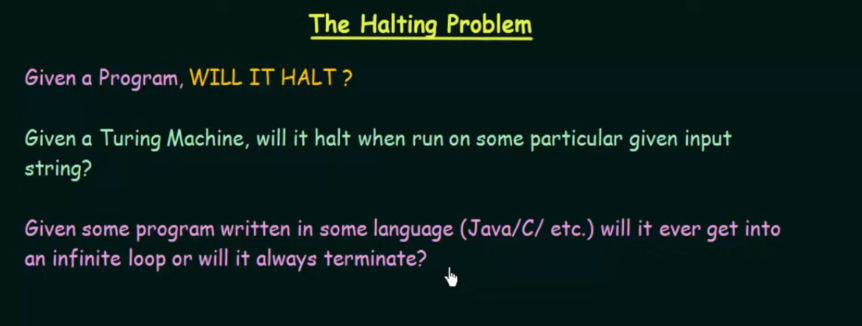 The Halting Problem
Given a Program, WILL IT HALT ?
Given a Turing Machine, will it halt when run on some particular given input
string?
Given some program written in some language (Java/C/ etc.) will it ever get into
an infinite loop or will it always terminate?